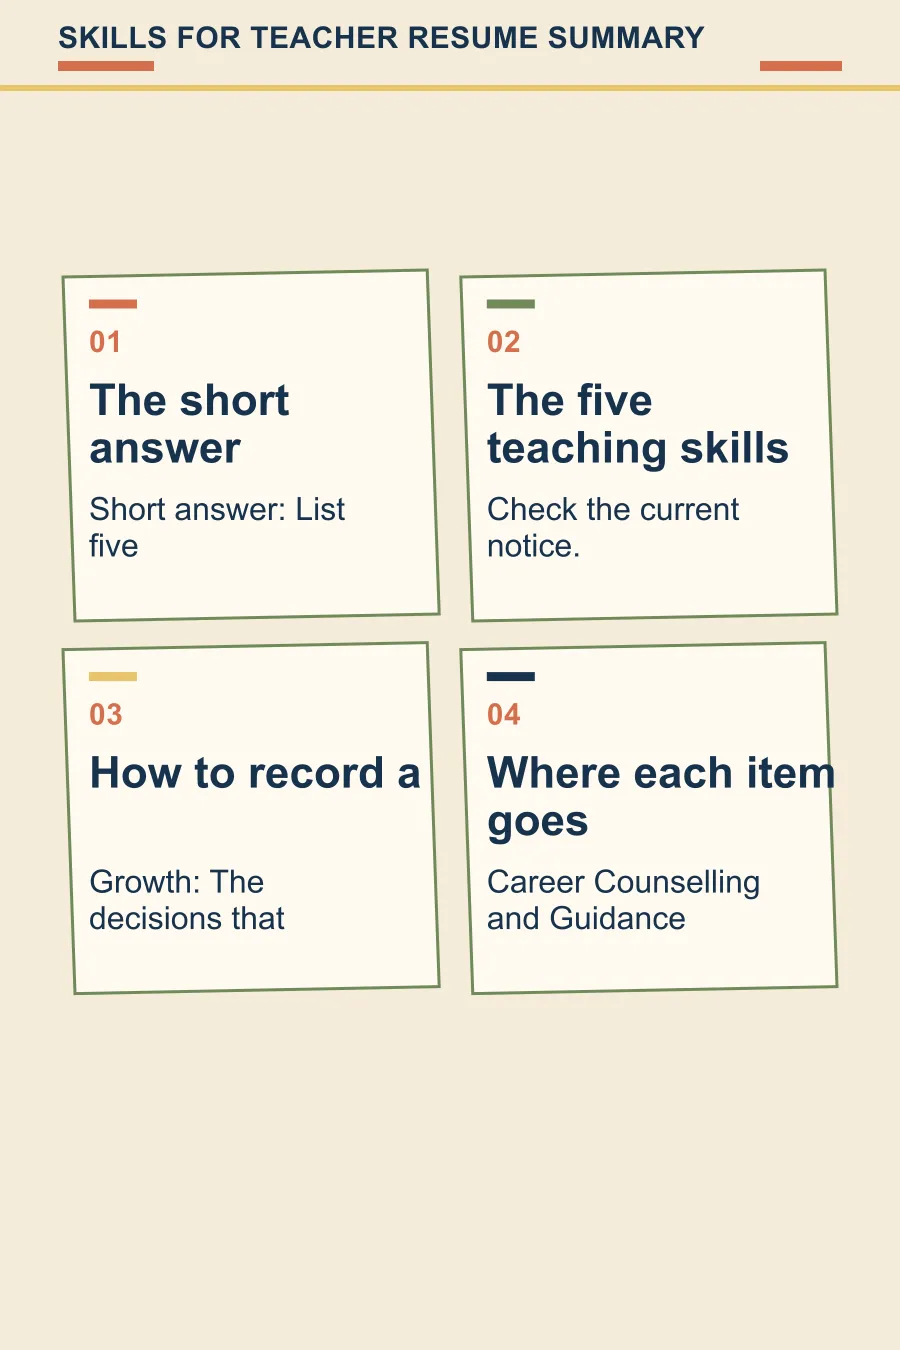 SKILLS FOR TEACHER RESUME SUMMARY
01
The short
answer
Short answer: List
five
02
The five
teaching skills
Check the current
notice.
03
How to record a
Growth: The
decisions that
04
Where each item
goes
Career Counselling
and Guidance